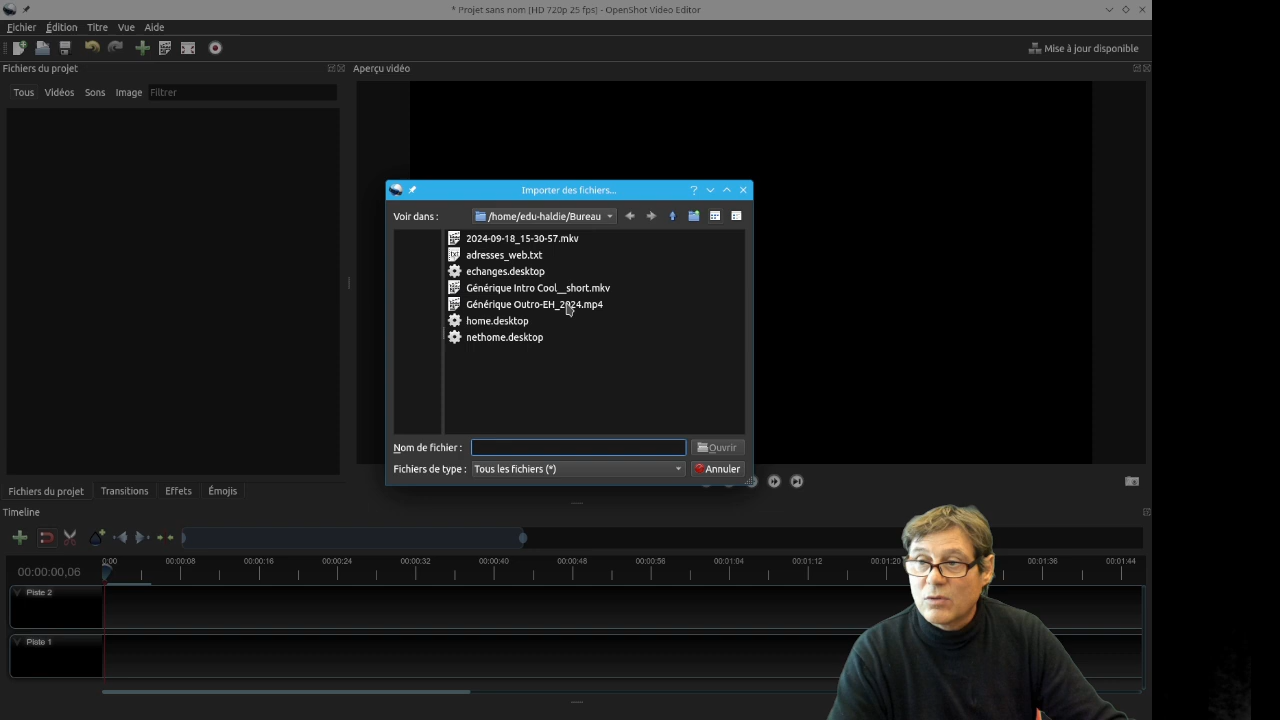 * Projet sans nom [HD 720p 25 fps] - OpenShot Video Editor
Fichier Édition Titre Vue Aide
Mise à jour disponible
Fichiers du projet
Aperçu vidéo
Tous Vidéos Sons Image Filtrer
Importer des fichiers...
Voir dans : /home/edu-haldie/Bureau
2024-09-18_15-30-57.mkv
adresses_web.txt
echanges.desktop
Générique Intro Cool__short.mkv
Générique Outro-EH_2024.mp4
home.desktop
nethome.desktop
Nom de fichier : Ouvrir
Fichiers de type : Tous les fichiers (*) Annuler
Fichiers du projet Transitions Effets Émojis
Timeline
00:00:00,06
0:00 00:00:08 00:00:16 00:00:24 00:00:32 00:00:40 00:00:48 00:00:56 00:01:04 00:01:12 00:01:20 00:01:36 00:01:44
Piste 2
Piste 1